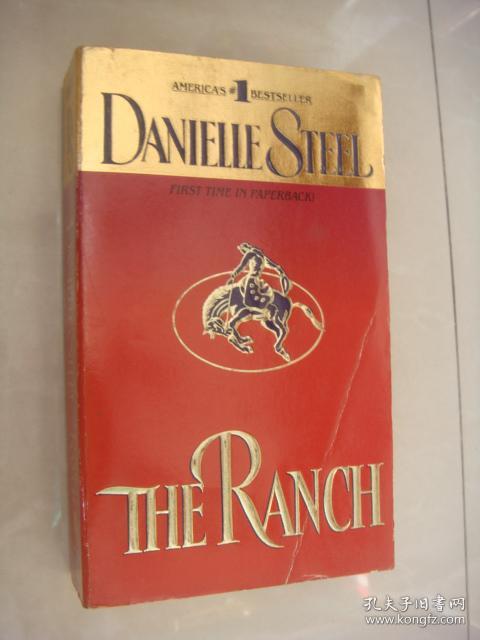 AMERICA'S #1 BESTSELLER
DANIELLE STEEL
FIRST TIME IN PAPERBACK!
THE RANCH
孔夫子旧书网
www.kongfz.com